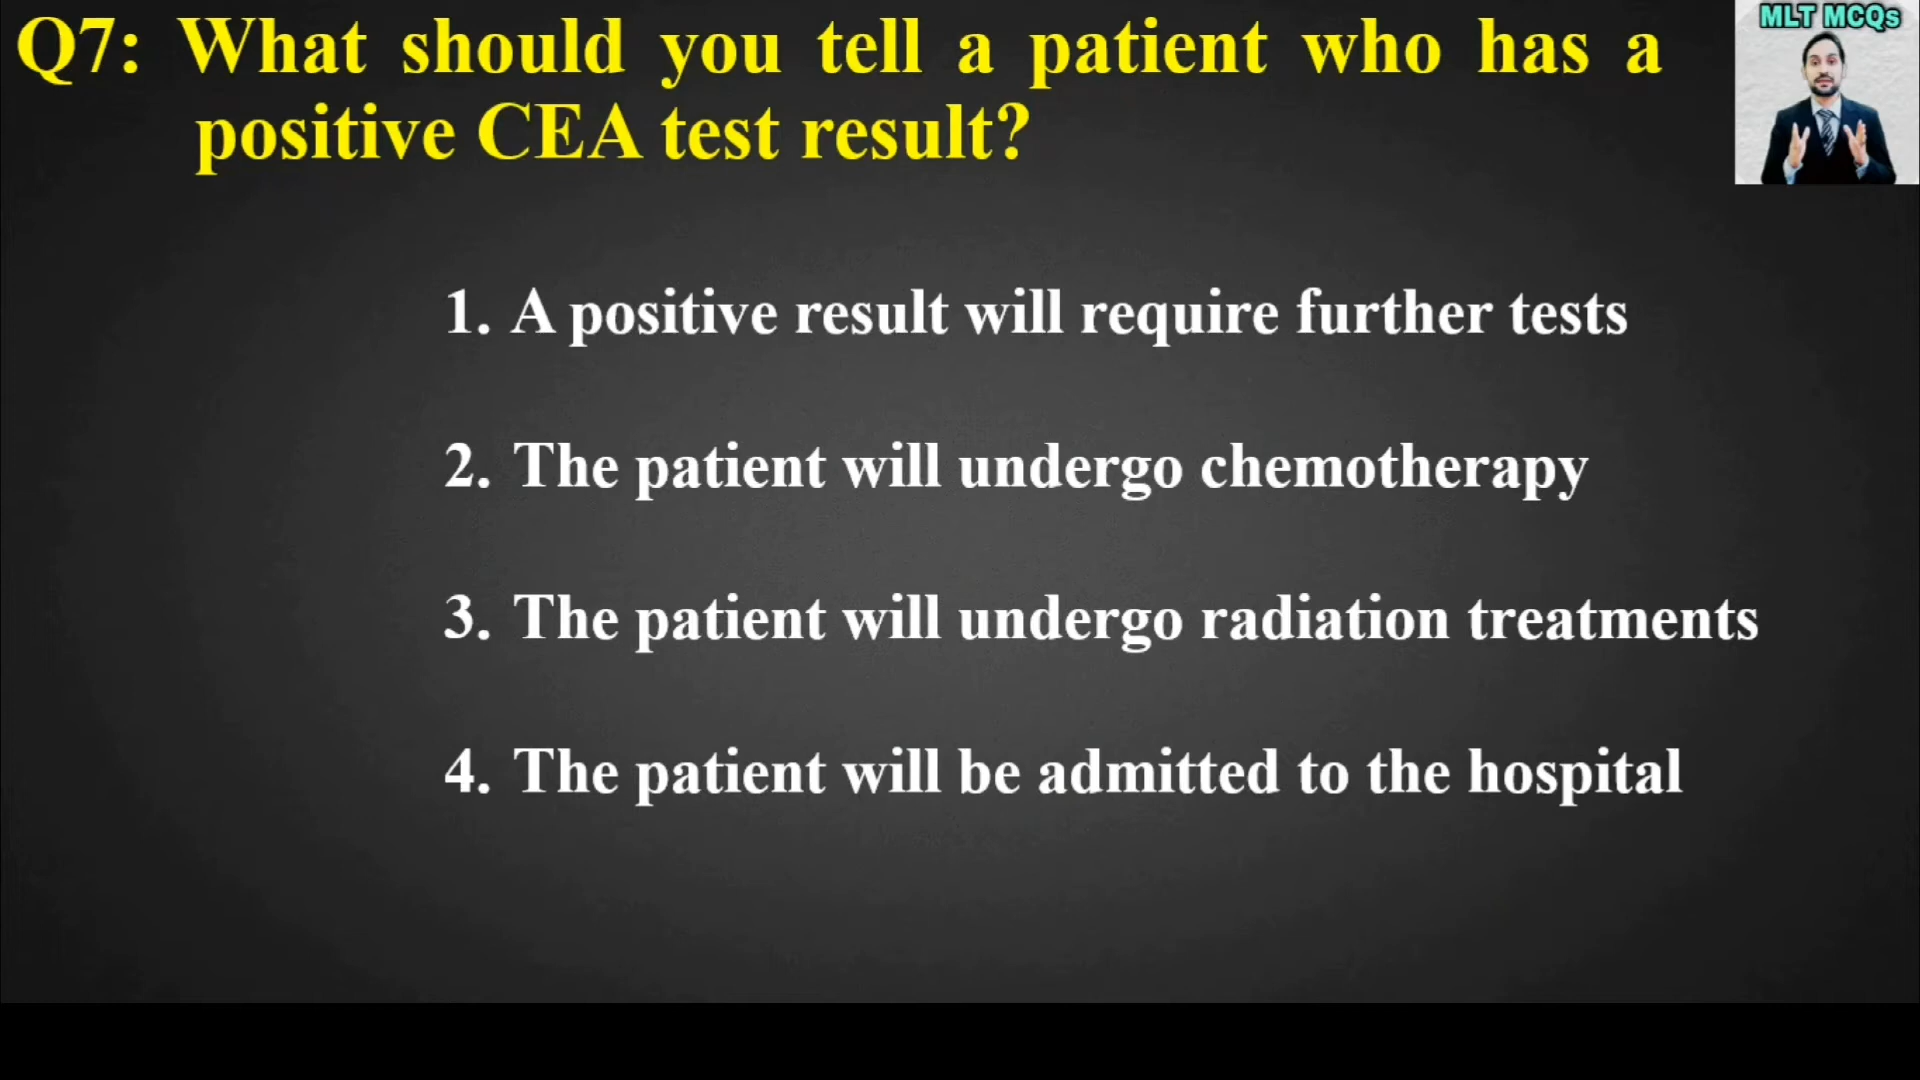 Q7: What should you tell a patient who has a
positive CEA test result?
MLT MCQs
1. A positive result will require further tests
2. The patient will undergo chemotherapy
3. The patient will undergo radiation treatments
4. The patient will be admitted to the hospital